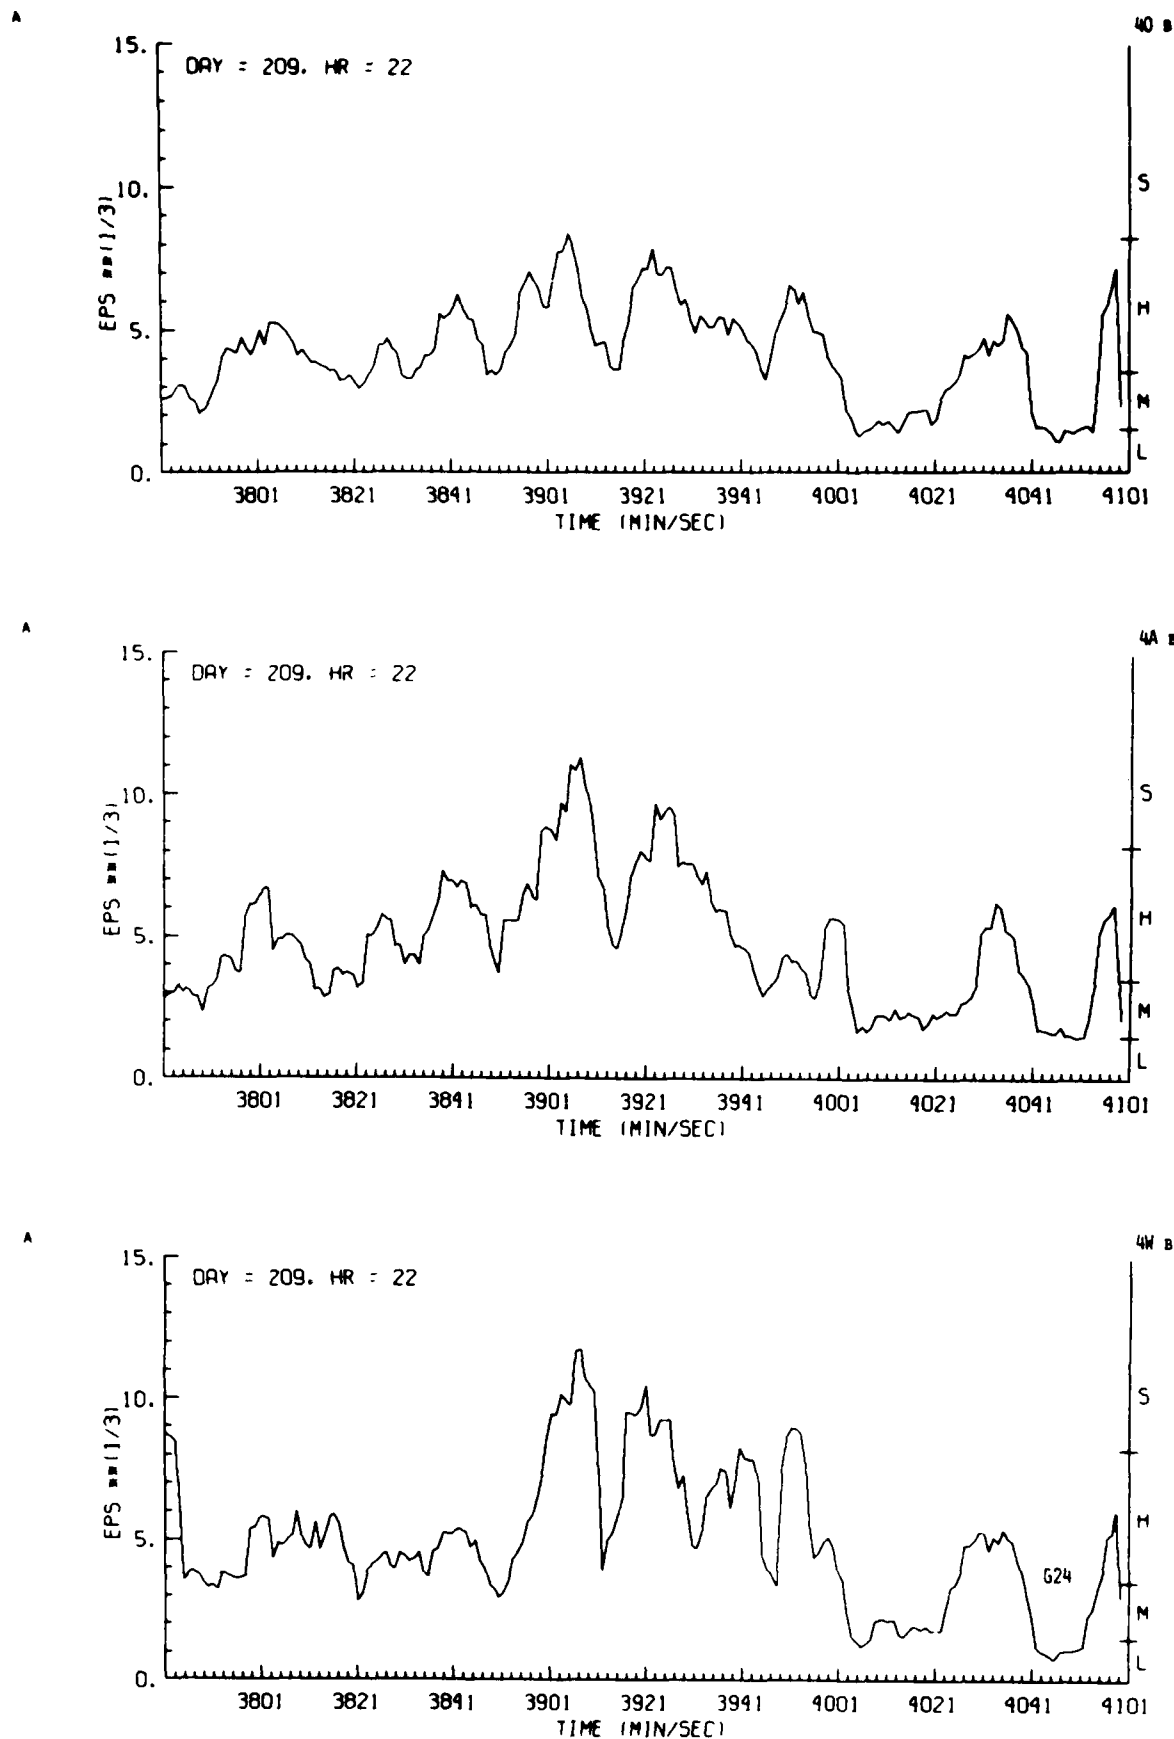 A
40 B
15.
DAY = 209. HR = 22
10.
5.
0.
EPS **(1/3)
S
H
M
L
3801 3821 3841 3901 3921 3941 4001 4021 4041 4101
TIME (MIN/SEC)
A
4A B
15.
DAY = 209. HR = 22
10.
5.
0.
EPS **(1/3)
S
H
M
L
3801 3821 3841 3901 3921 3941 4001 4021 4041 4101
TIME (MIN/SEC)
A
4W B
15.
DAY = 209. HR = 22
10.
5.
0.
EPS **(1/3)
S
H
M
L
G24
3801 3821 3841 3901 3921 3941 4001 4021 4041 4101
TIME (MIN/SEC)